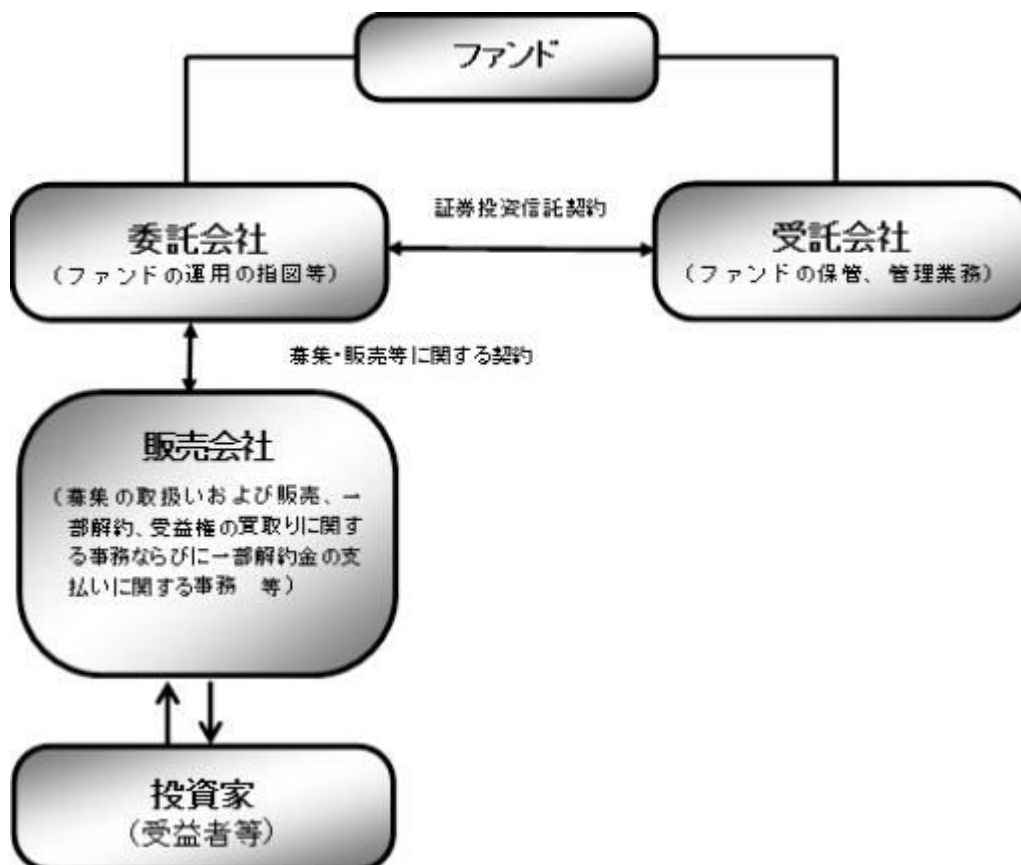 ファンド
委託会社
(ファンドの運用の指図等)
証券投資信託契約
受託会社
(ファンドの保管、管理業務)
募集・販売等に関する契約
販売会社
(募集の取扱いおよび販売、一
部解約、受益権の買取りに関す
る事務ならびに一部解約金の支
払いに関する事務　等)
投資家
(受益者等)